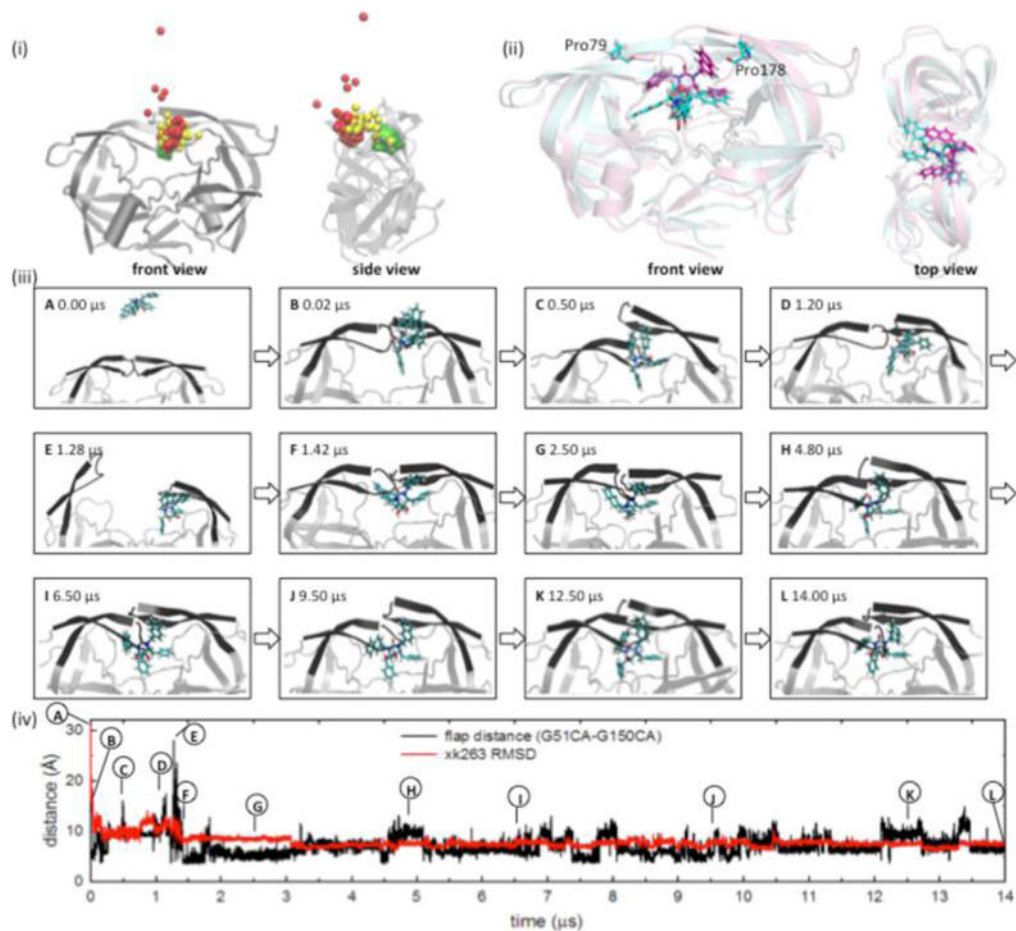 (i)
(ii)
Pro79
Pro178
front view
side view
front view
top view
(iii)
A 0.00 µs
B 0.02 µs
C 0.50 µs
D 1.20 µs
E 1.28 µs
F 1.42 µs
G 2.50 µs
H 4.80 µs
I 6.50 µs
J 9.50 µs
K 12.50 µs
L 14.00 µs
(iv)
A
B
C
D
E
F
G
H
I
J
K
L
flap distance (G51CA-G150CA)
xk263 RMSD
distance (Å)
30
20
10
0
0 1 2 3 4 5 6 7 8 9 10 11 12 13 14
time (µs)